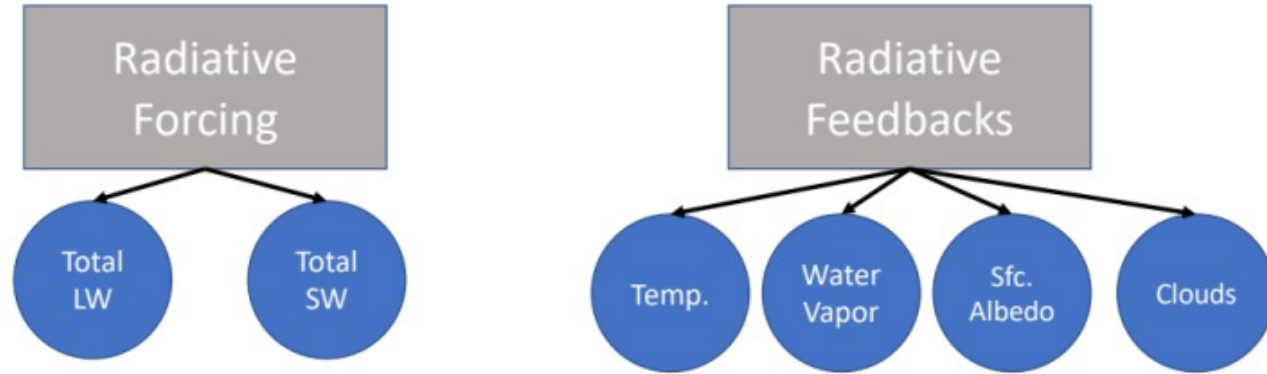 Radiative
Forcing
Radiative
Feedbacks
Total
LW
Total
SW
Temp.
Water
Vapor
Sfc.
Albedo
Clouds